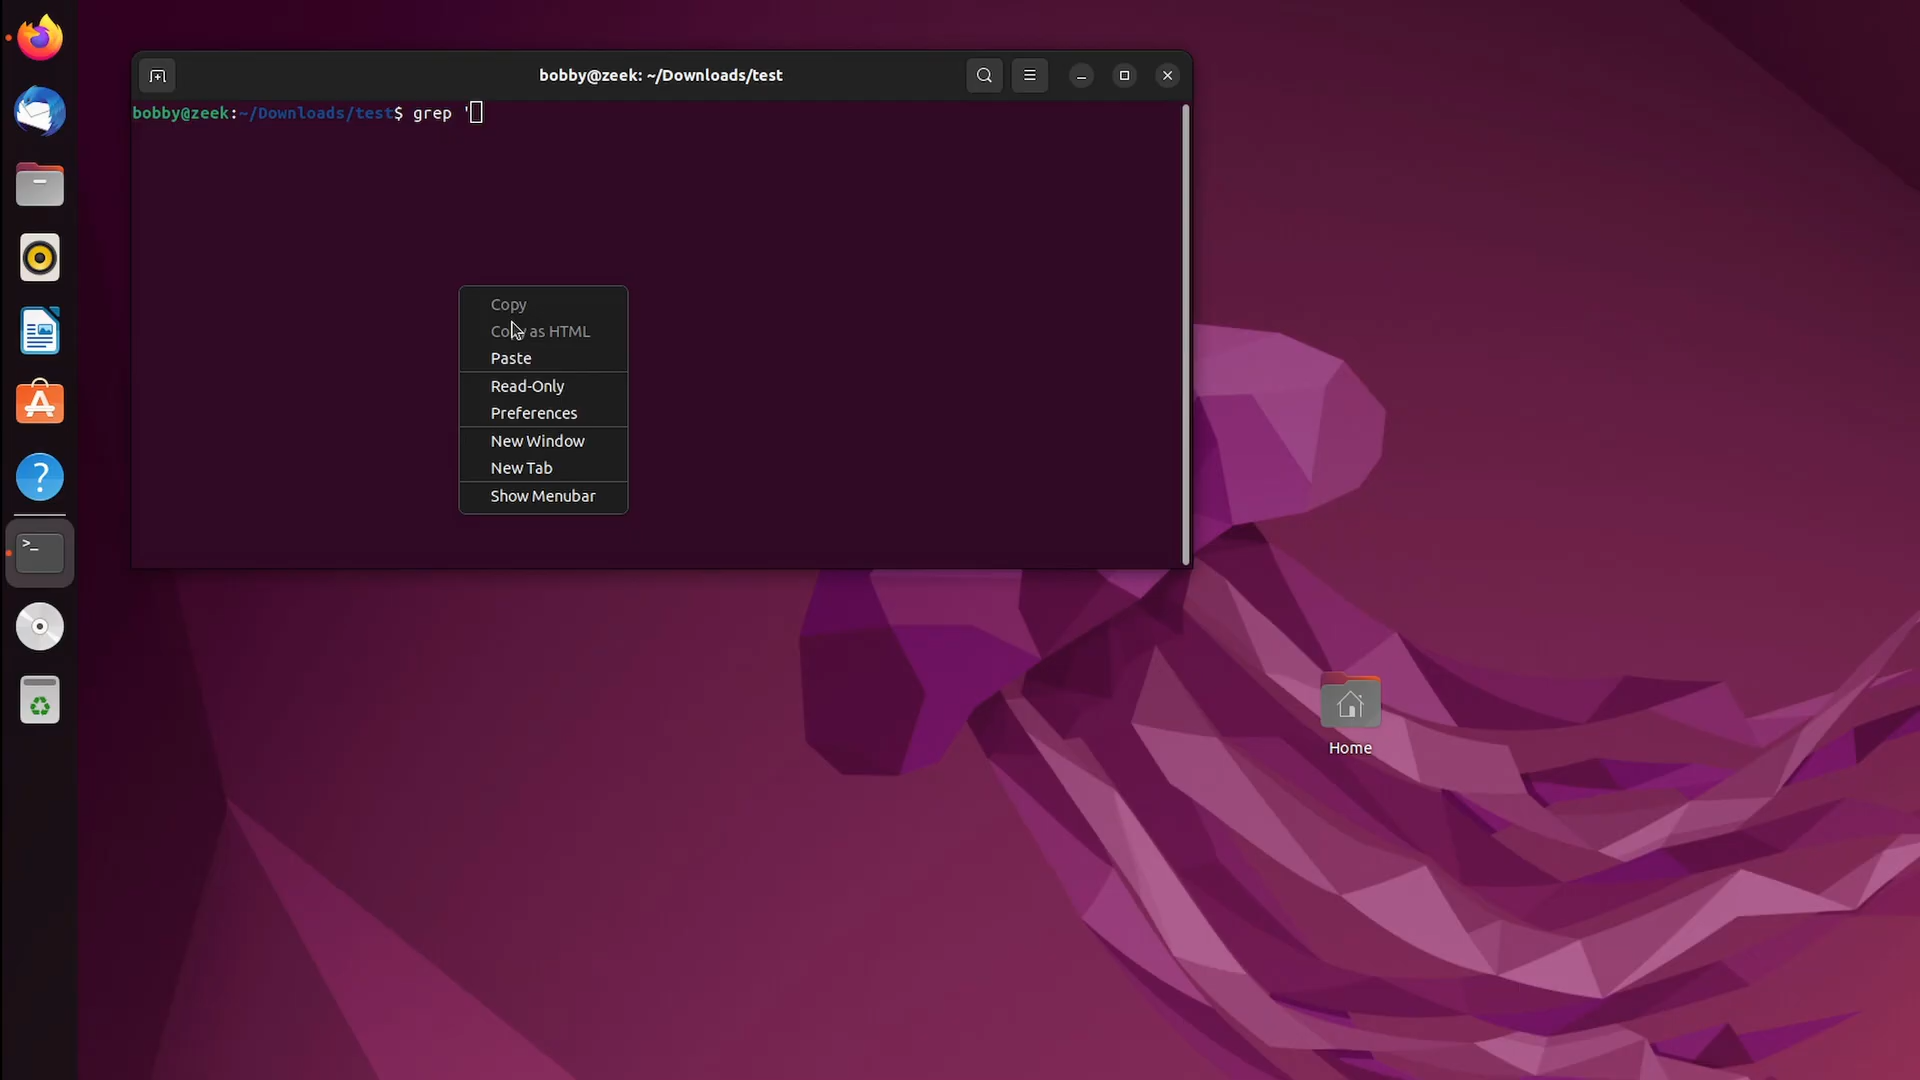 bobby@zeek: ~/Downloads/test
bobby@zeek:~/Downloads/test$ grep '
Copy
Copy as HTML
Paste
Read-Only
Preferences
New Window
New Tab
Show Menubar
Home